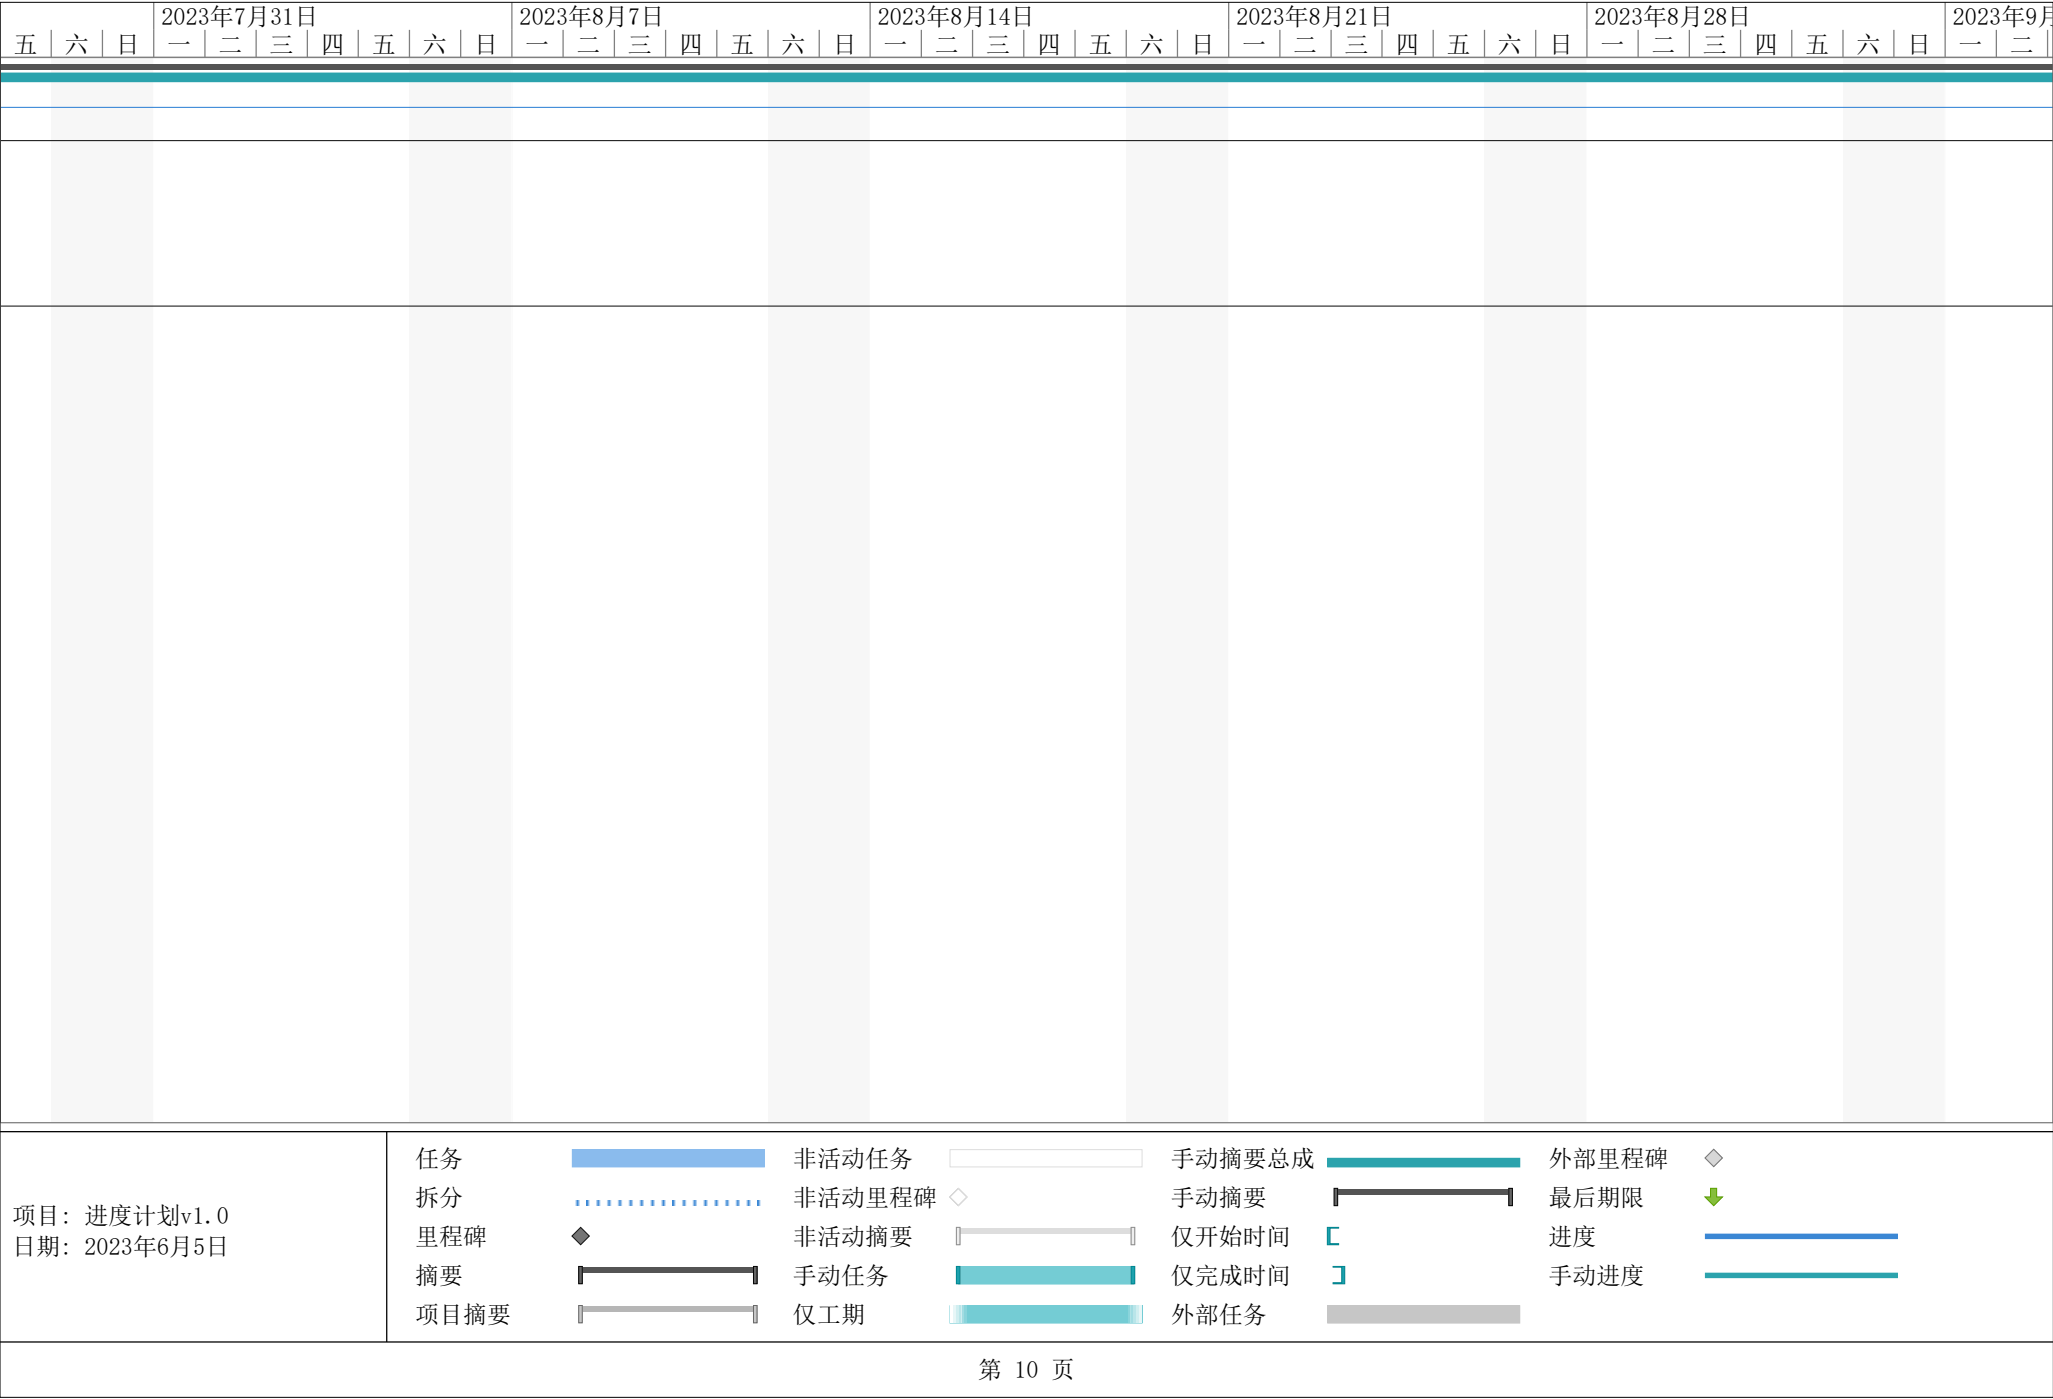 2023年7月31日 2023年8月7日 2023年8月14日 2023年8月21日 2023年8月28日 2023年9月
五 六 日 一 二 三 四 五 六 日 一 二 三 四 五 六 日 一 二 三 四 五 六 日 一 二 三 四 五 六 日 一 二 三 四 五 六 日 一 二
任务 非活动任务 手动摘要总成 外部里程碑
拆分 非活动里程碑 手动摘要 最后期限
项目: 进度计划v1.0
日期: 2023年6月5日
里程碑 非活动摘要 仅开始时间 进度
摘要 手动任务 仅完成时间 手动进度
项目摘要 仅工期 外部任务
第 10 页